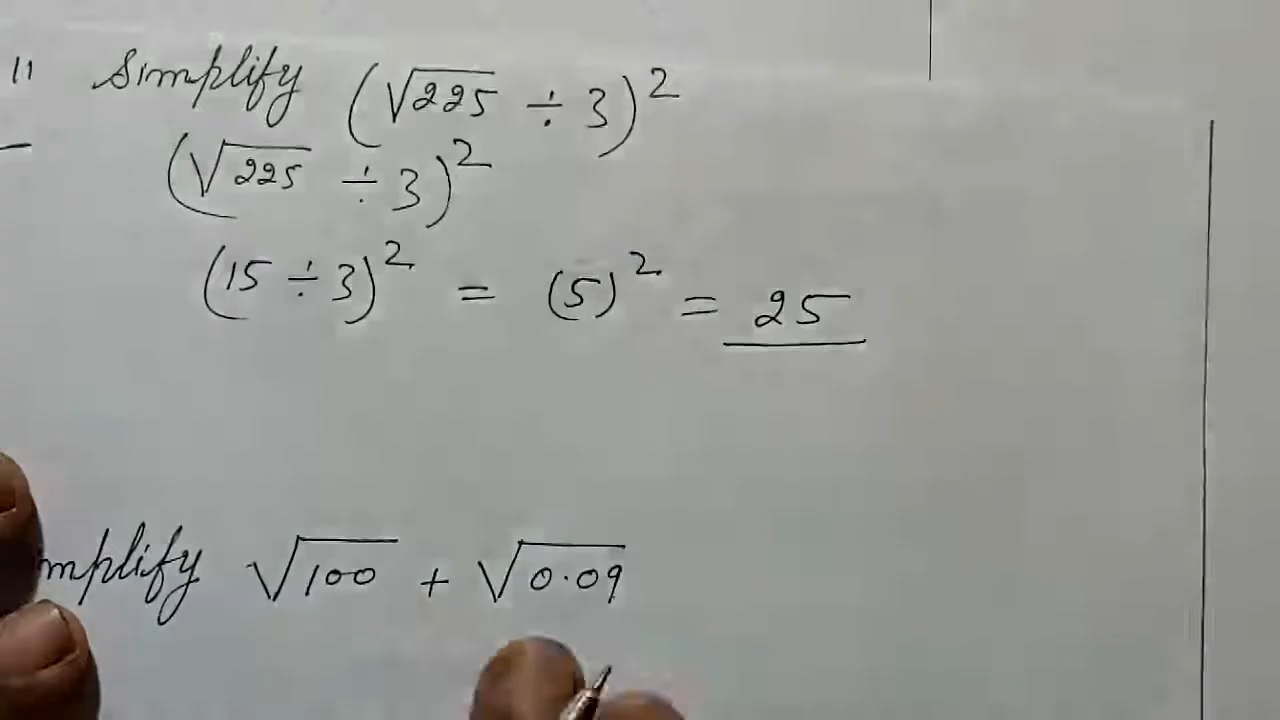 11 Simplify (√225 ÷ 3)²
(√225 ÷ 3)²
(15 ÷ 3)² = (5)² = 25
mplify √100 + √0.09